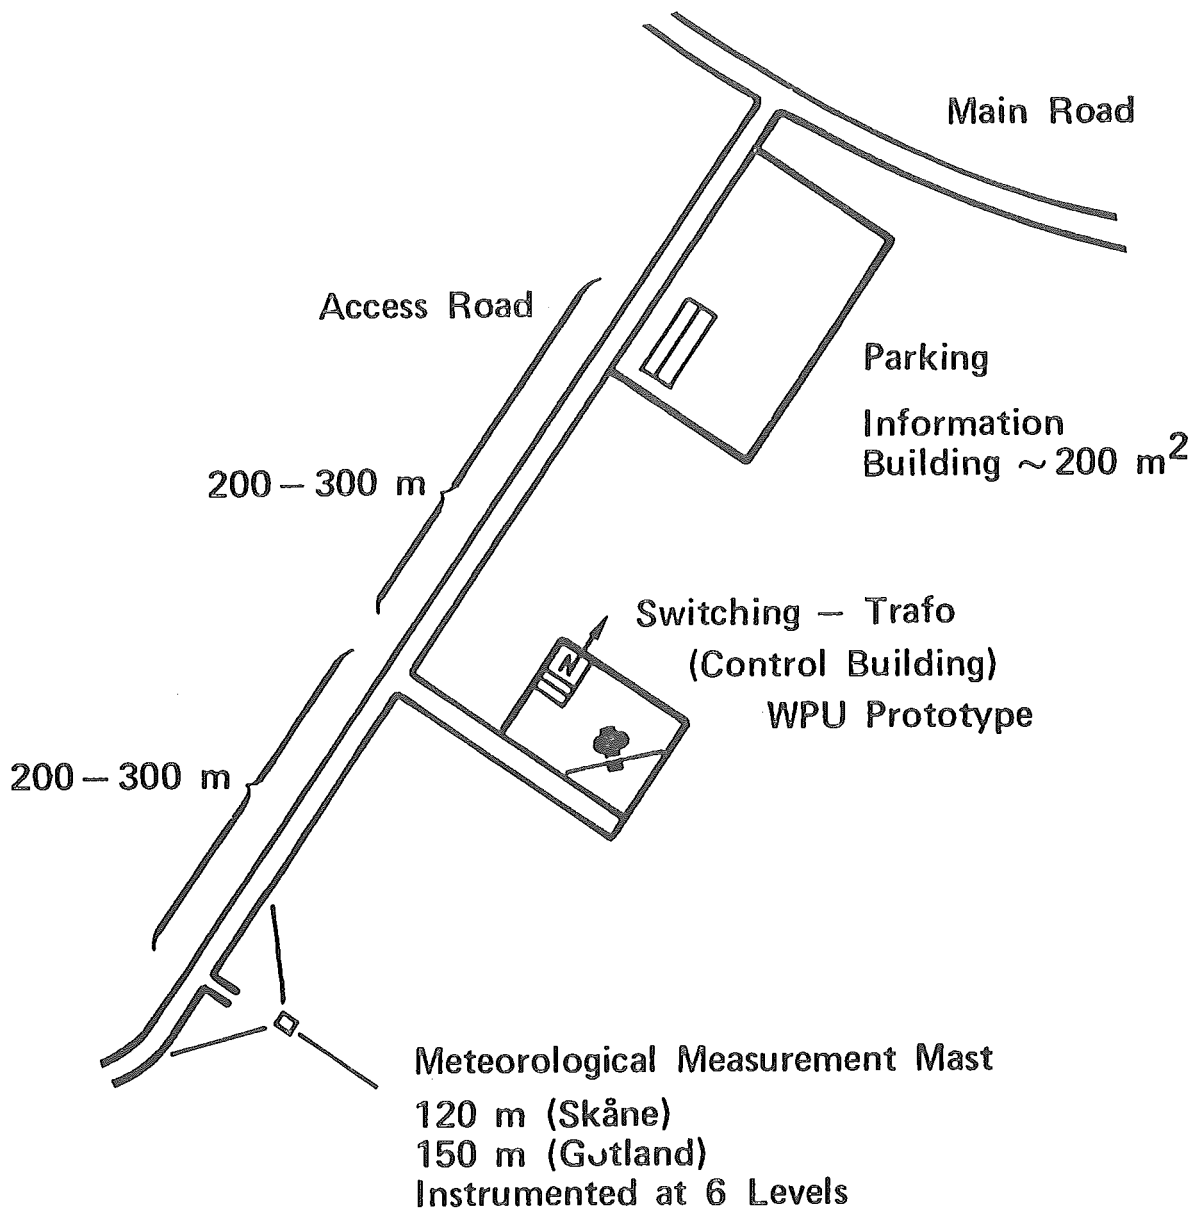 Main Road
Access Road
Parking
Information
Building ~ 200 m²
200 – 300 m
Switching – Trafo
(Control Building)
WPU Prototype
N
200 – 300 m
Meteorological Measurement Mast
120 m (Skåne)
150 m (Gotland)
Instrumented at 6 Levels